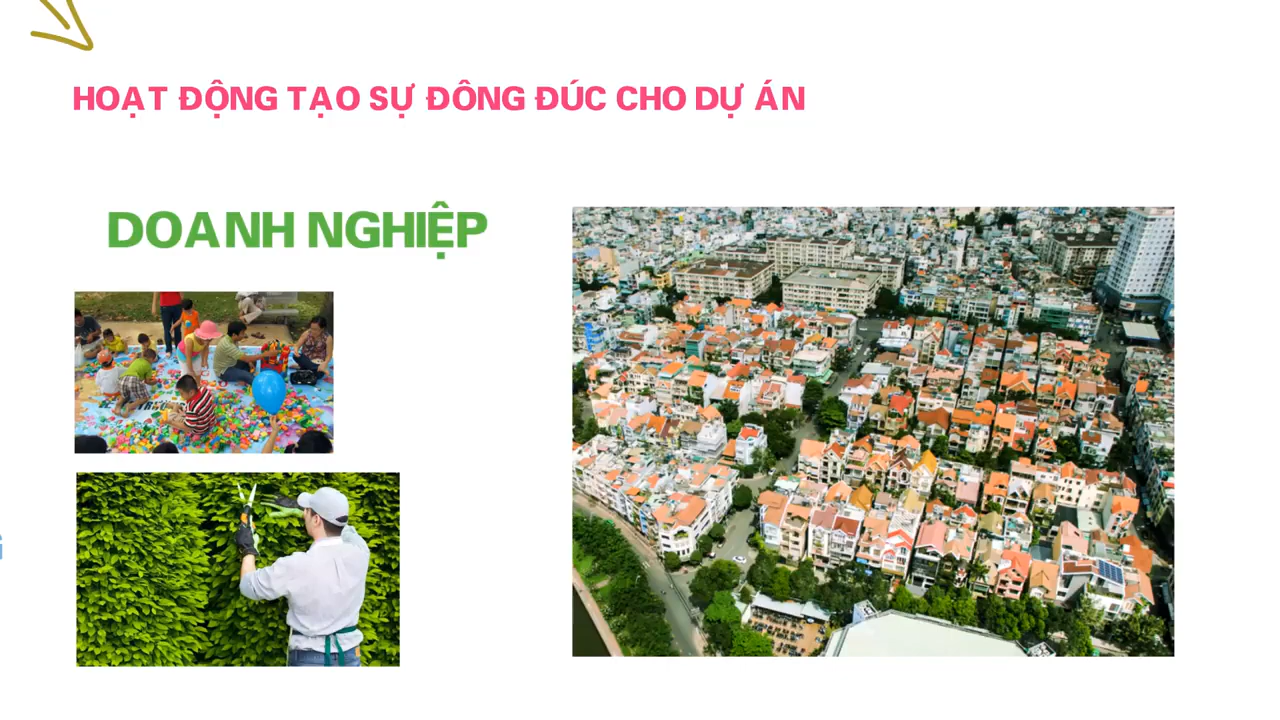 HOẠT ĐỘNG TẠO SỰ ĐÔNG ĐÚC CHO DỰ ÁN
DOANH NGHIỆP